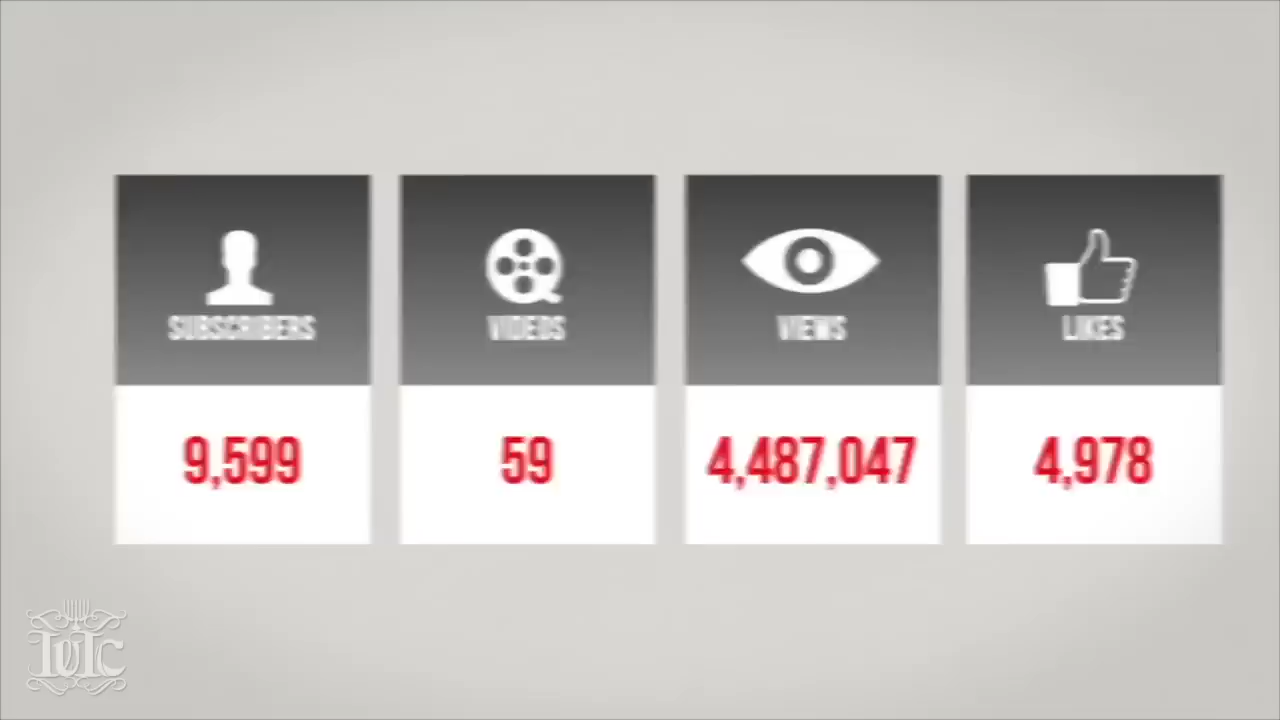 SUBSCRIBERS
9,599
VIDEOS
59
VIEWS
4,487,047
LIKES
4,978
IUIC